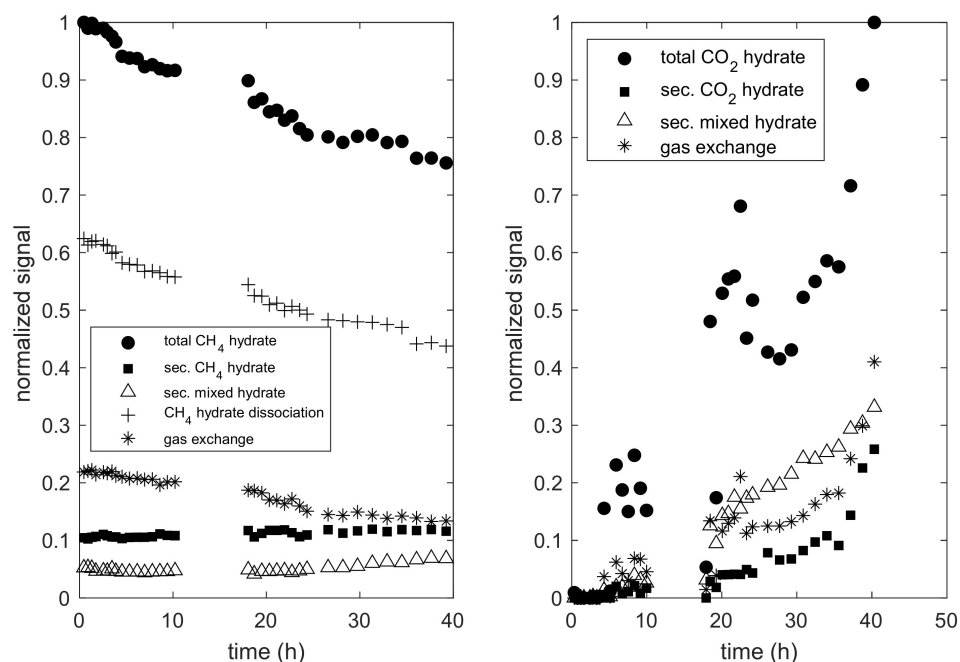 1
0.9
0.8
0.7
0.6
0.5
0.4
0.3
0.2
0.1
0
normalized signal
total CH4 hydrate
sec. CH4 hydrate
sec. mixed hydrate
CH4 hydrate dissociation
gas exchange
0 10 20 30 40
time (h)
1
0.9
0.8
0.7
0.6
0.5
0.4
0.3
0.2
0.1
0
normalized signal
total CO2 hydrate
sec. CO2 hydrate
sec. mixed hydrate
gas exchange
0 10 20 30 40 50
time (h)